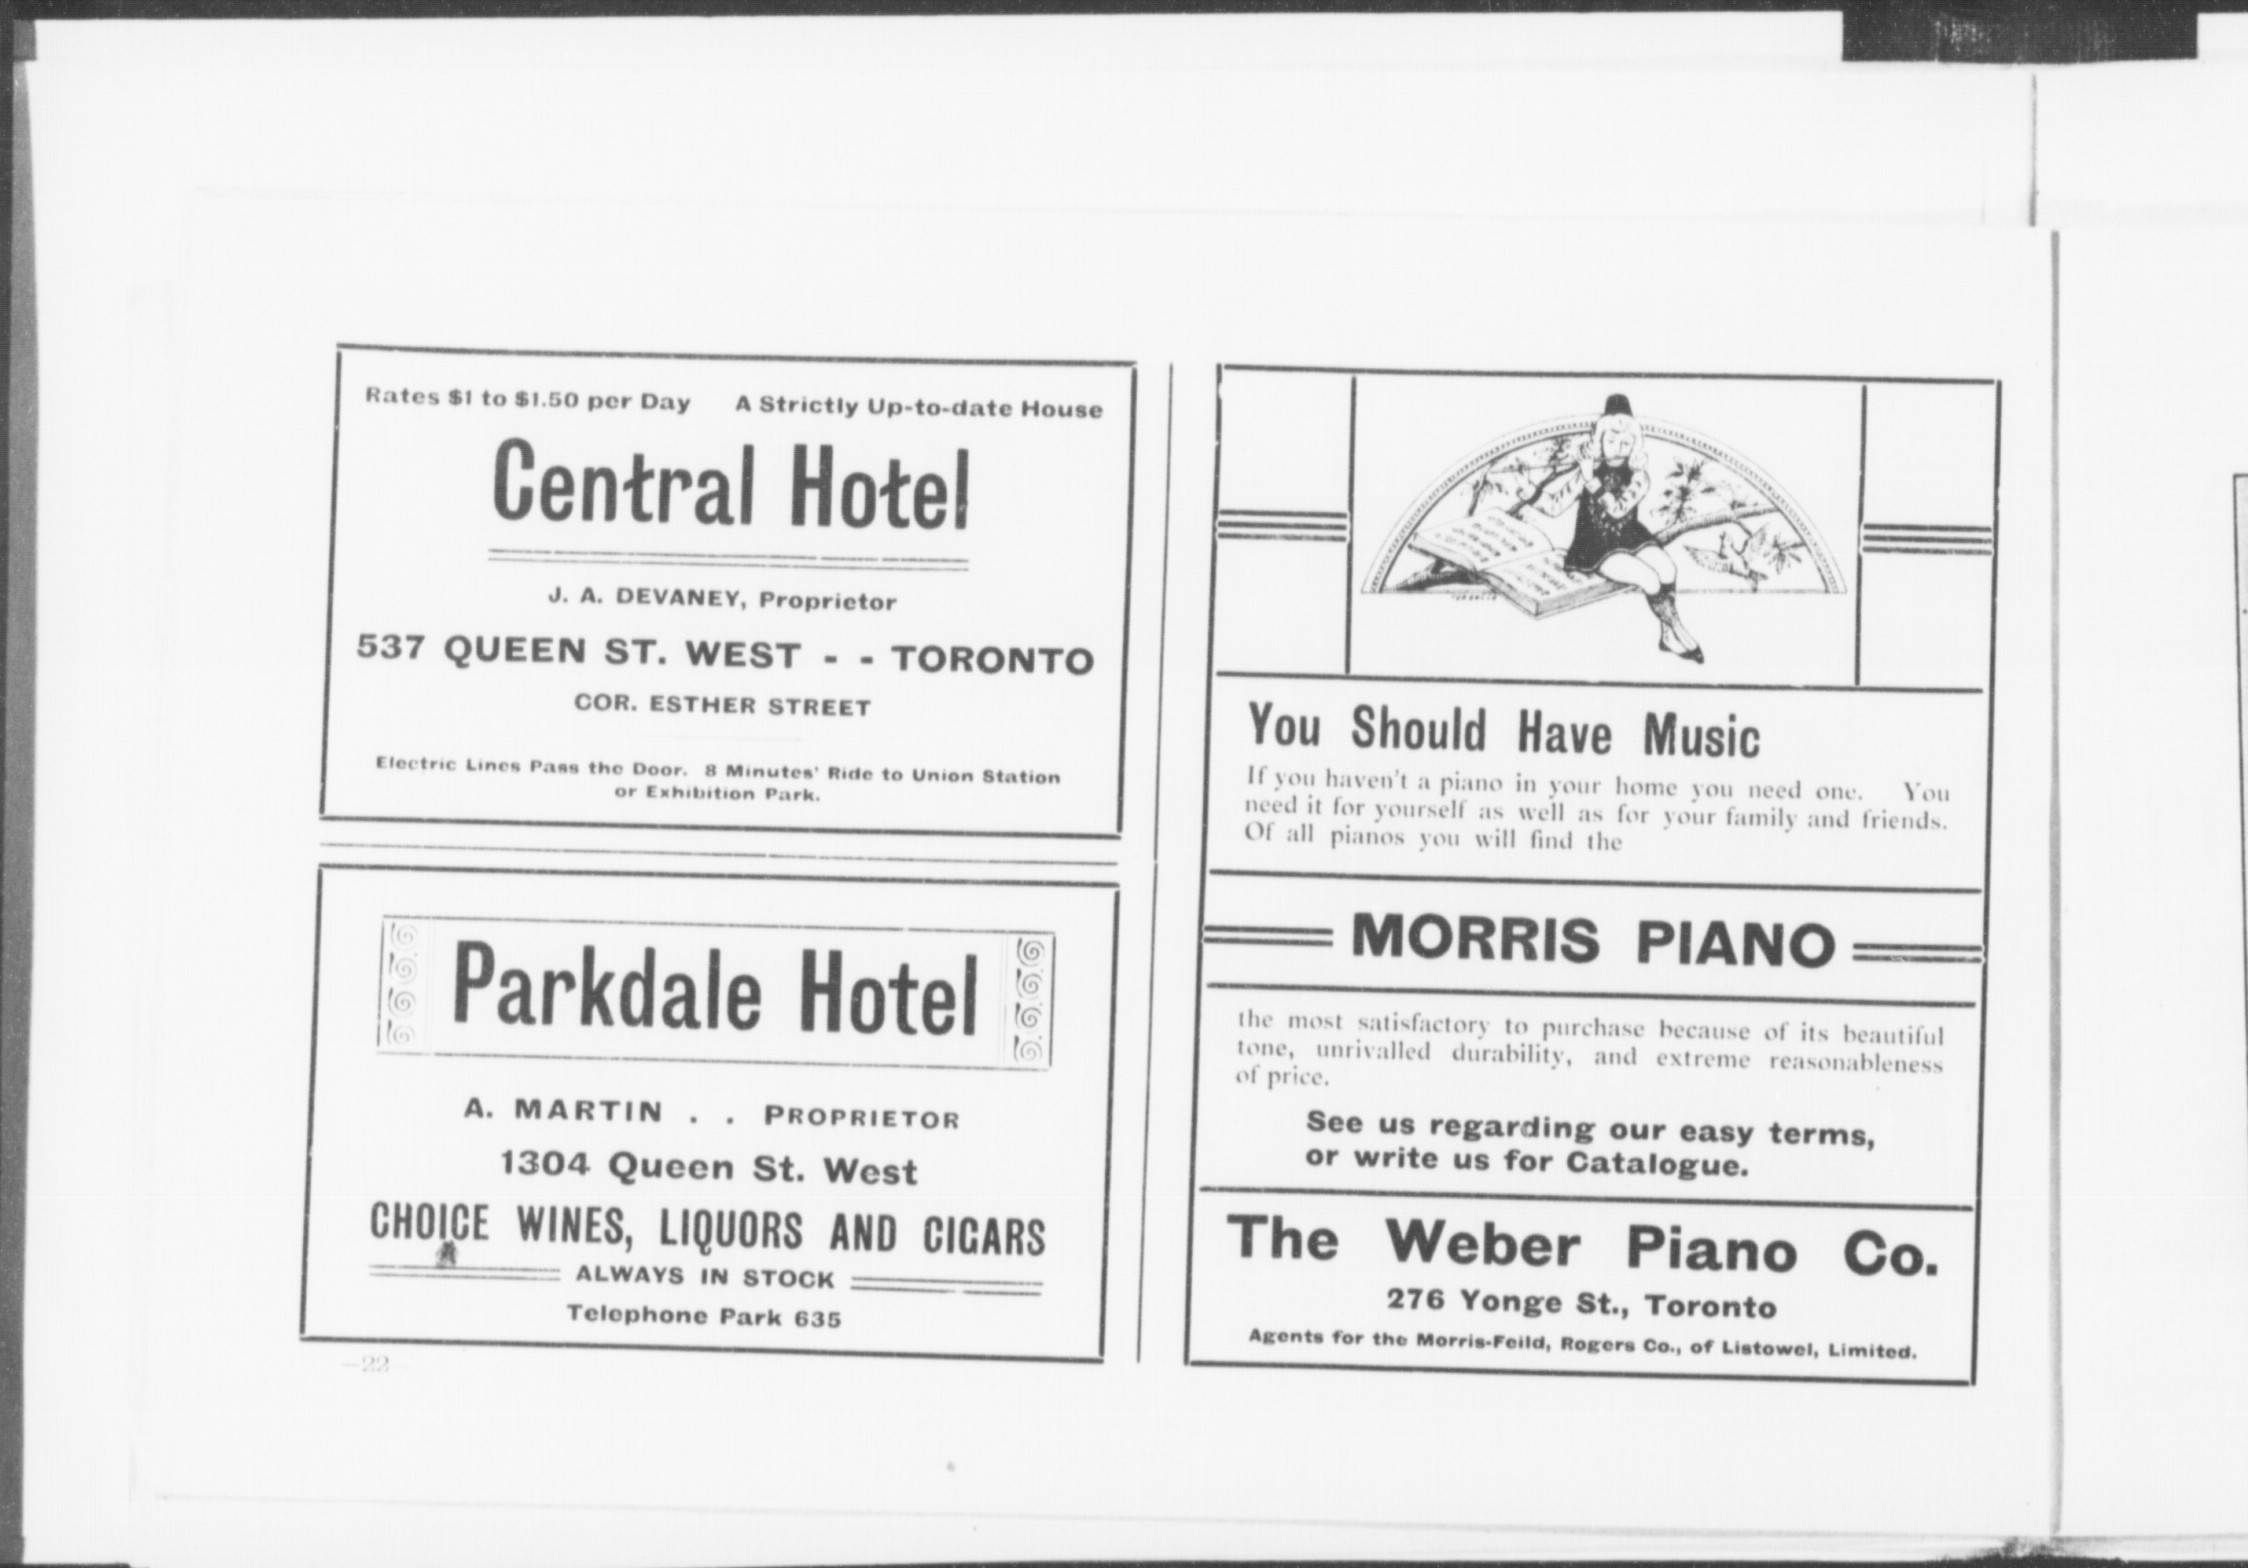 Rates $1 to $1.50 per Day A Strictly Up-to-date House
Central Hotel
J. A. DEVANEY, Proprietor
537 QUEEN ST. WEST - - TORONTO
COR. ESTHER STREET
Electric Lines Pass the Door. 8 Minutes' Ride to Union Station
or Exhibition Park.
Parkdale Hotel
A. MARTIN . . PROPRIETOR
1304 Queen St. West
CHOICE WINES, LIQUORS AND CIGARS
ALWAYS IN STOCK
Telephone Park 635
—22—
You Should Have Music
If you haven't a piano in your home you need one. You
need it for yourself as well as for your family and friends.
Of all pianos you will find the
MORRIS PIANO
the most satisfactory to purchase because of its beautiful
tone, unrivalled durability, and extreme reasonableness
of price.
See us regarding our easy terms,
or write us for Catalogue.
The Weber Piano Co.
276 Yonge St., Toronto
Agents for the Morris-Feild, Rogers Co., of Listowel, Limited.